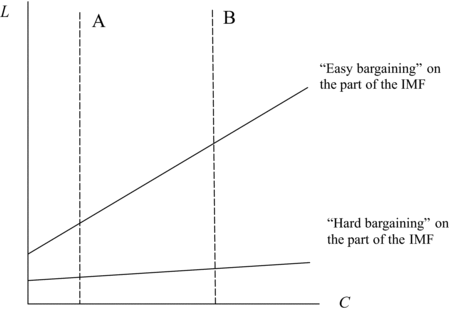 L
A
B
“Easy bargaining” on
the part of the IMF
“Hard bargaining” on
the part of the IMF
C